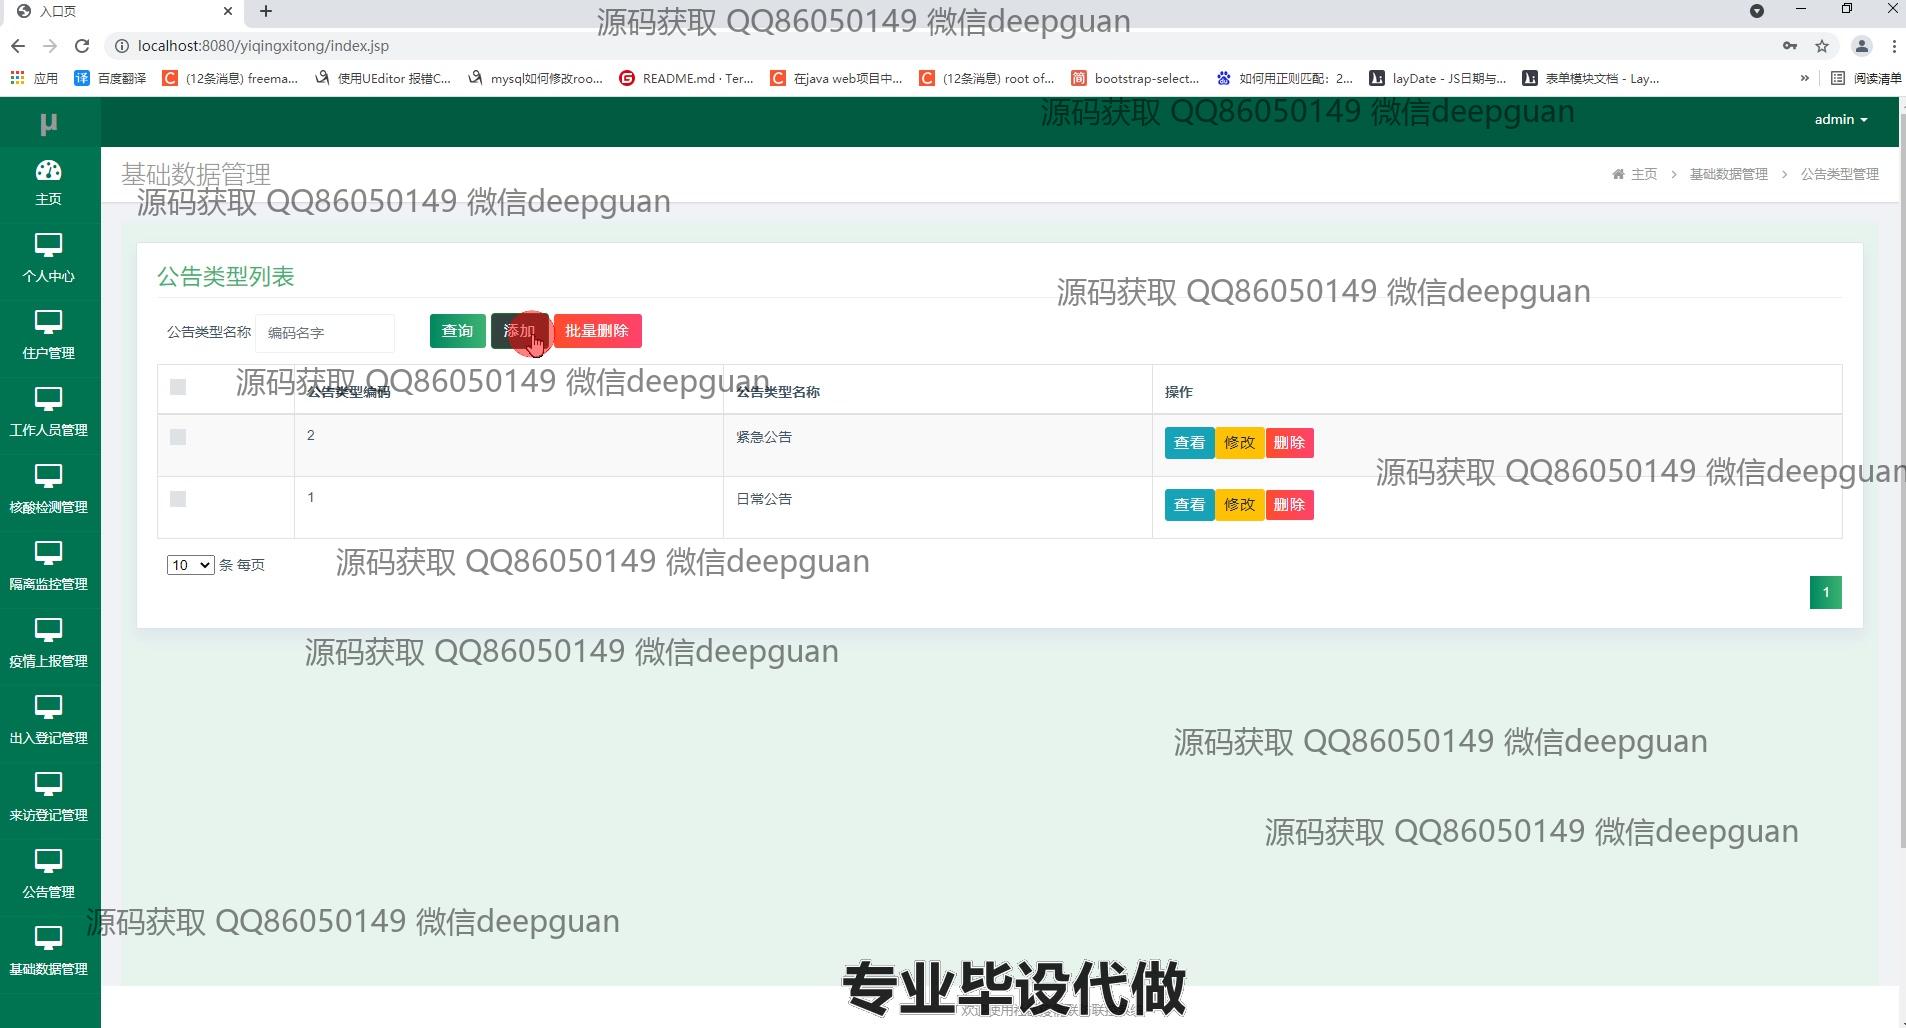 入口页
源码获取 QQ86050149 微信deepguan
localhost:8080/yiqingxitong/index.jsp
应用
百度翻译
(12条消息) freema...
使用UEditor 报错C...
mysql如何修改roo...
README.md · Ter...
在java web项目中...
(12条消息) root of...
bootstrap-select...
如何用正则匹配：2...
layDate - JS日期与...
表单模块文档 - Lay...
»
阅读清单
μ
源码获取 QQ86050149 微信deepguan
admin
主页
基础数据管理
主页 > 基础数据管理 > 公告类型管理
源码获取 QQ86050149 微信deepguan
个人中心
公告类型列表
源码获取 QQ86050149 微信deepguan
公告类型名称 编码名字 查询 添加 批量删除
住户管理
源码获取 QQ86050149 微信deepguan
公告类型编码 公告类型名称 操作
工作人员管理
2 紧急公告 查看 修改 删除
源码获取 QQ86050149 微信deepguan
1 日常公告 查看 修改 删除
核酸检测管理
10 条 每页
源码获取 QQ86050149 微信deepguan
隔离监控管理
1
源码获取 QQ86050149 微信deepguan
疫情上报管理
出入登记管理
源码获取 QQ86050149 微信deepguan
来访登记管理
源码获取 QQ86050149 微信deepguan
公告管理
源码获取 QQ86050149 微信deepguan
基础数据管理
专业毕设代做